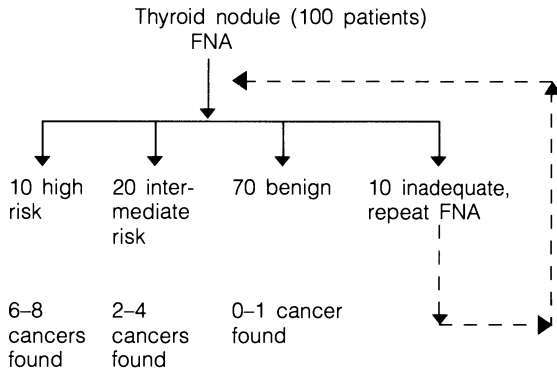 Thyroid nodule (100 patients)
FNA
10 high
risk
20 inter-
mediate
risk
70 benign
10 inadequate,
repeat FNA
6–8
cancers
found
2–4
cancers
found
0–1 cancer
found